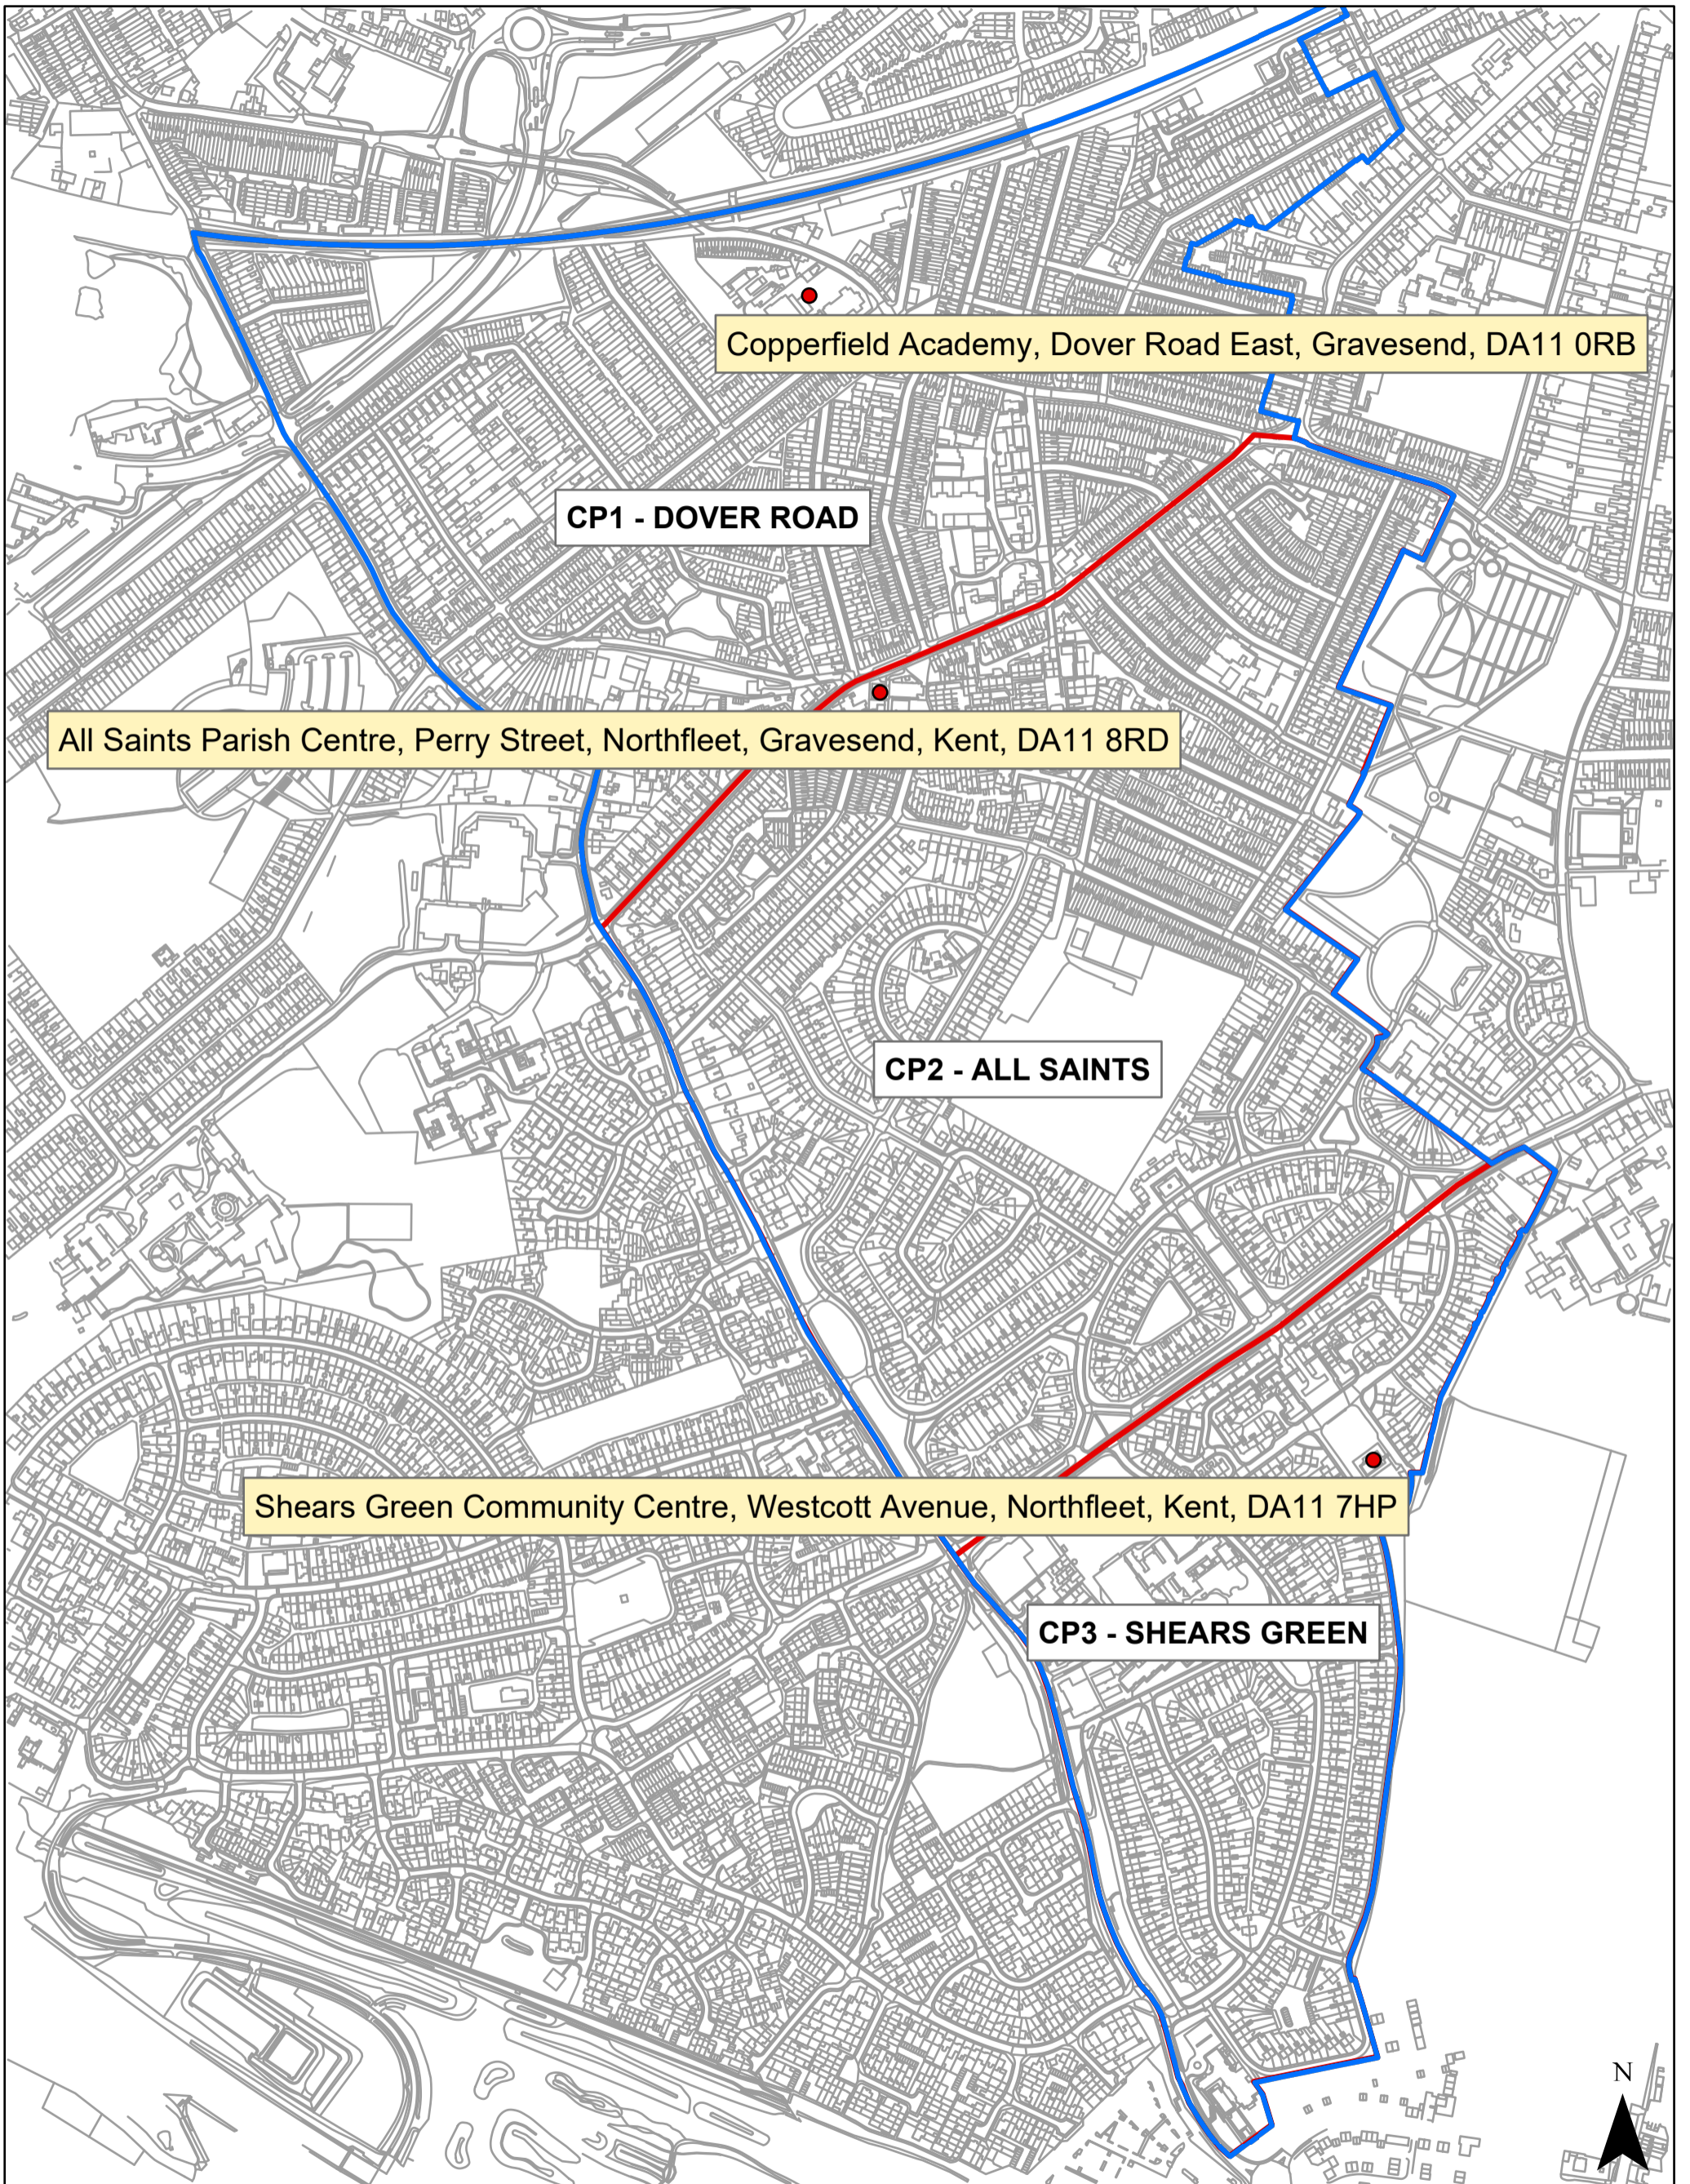 Copperfield Academy, Dover Road East, Gravesend, DA11 0RB
CP1 - DOVER ROAD
All Saints Parish Centre, Perry Street, Northfleet, Gravesend, Kent, DA11 8RD
CP2 - ALL SAINTS
Shears Green Community Centre, Westcott Avenue, Northfleet, Kent, DA11 7HP
CP3 - SHEARS GREEN
N